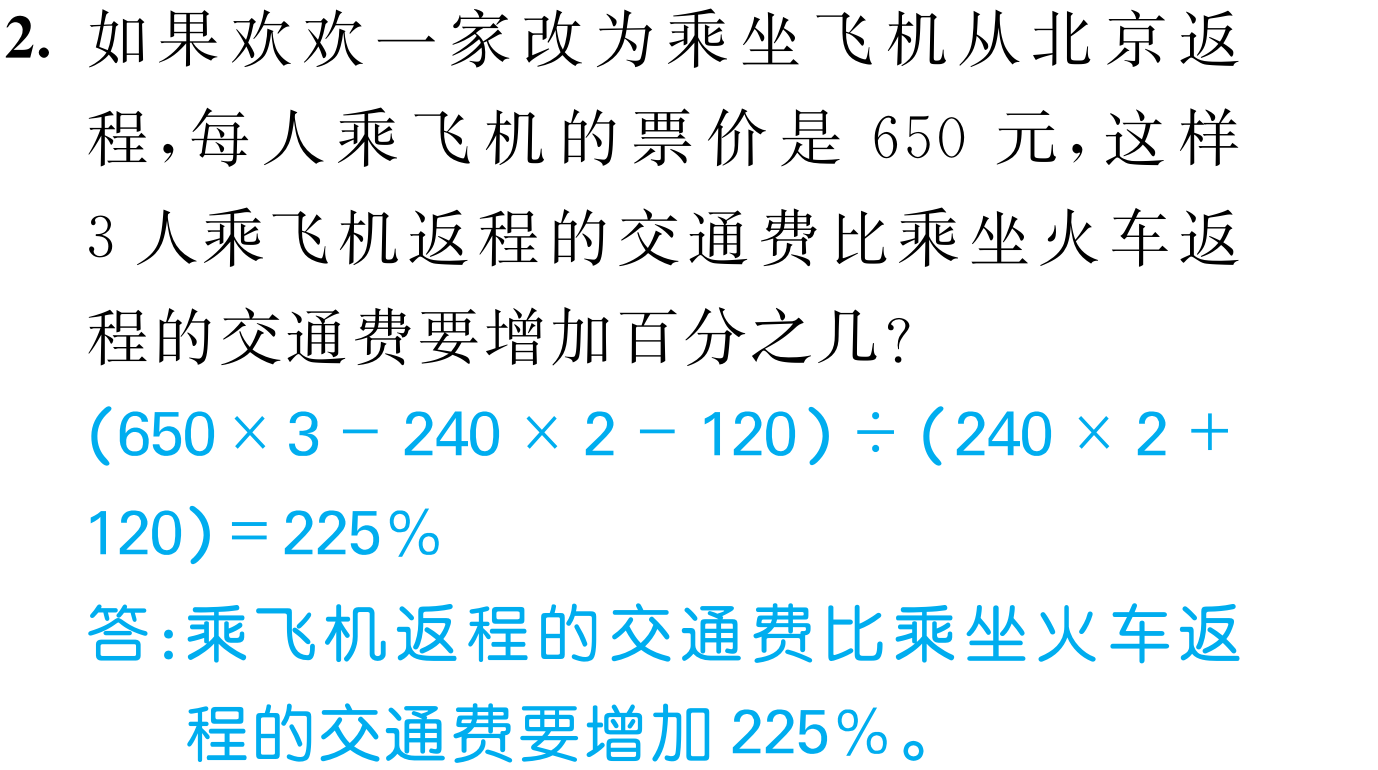 2. 如果欢欢一家改为乘坐飞机从北京返
程,每人乘飞机的票价是 650 元,这样
3 人乘飞机返程的交通费比乘坐火车返
程的交通费要增加百分之几?
(650 × 3 - 240 × 2 - 120) ÷ (240 × 2 +
120) = 225%
答:乘飞机返程的交通费比乘坐火车返
程的交通费要增加 225%。